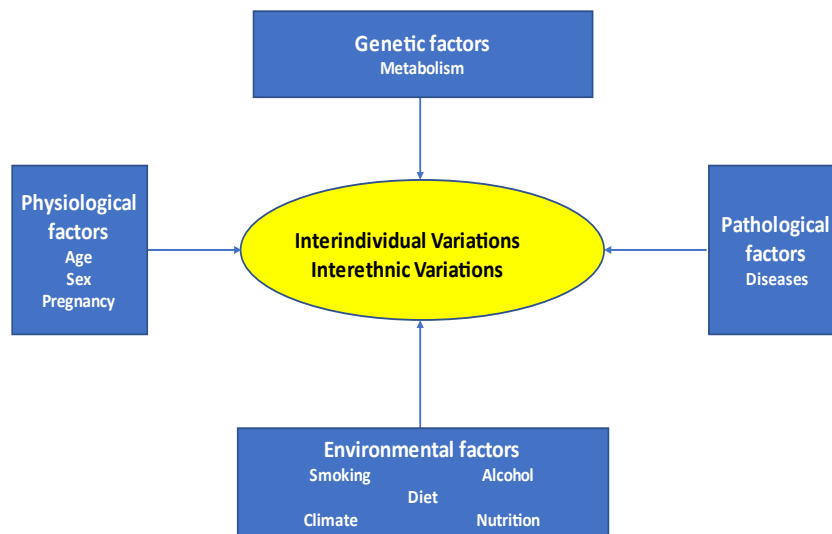 Genetic factors
Metabolism
Physiological
factors
Age
Sex
Pregnancy
Interindividual Variations
Interethnic Variations
Pathological
factors
Diseases
Environmental factors
Smoking Alcohol
Diet
Climate Nutrition